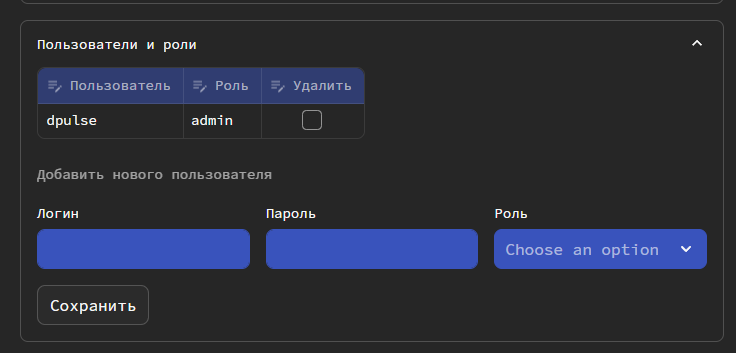 Пользователи и роли
Пользователь Роль Удалить
dpulse admin
Добавить нового пользователя
Логин Пароль Роль
Choose an option
Сохранить